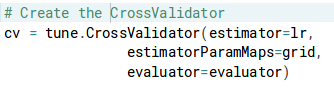 # Create the CrossValidator
cv = tune.CrossValidator(estimator=lr,
estimatorParamMaps=grid,
evaluator=evaluator)